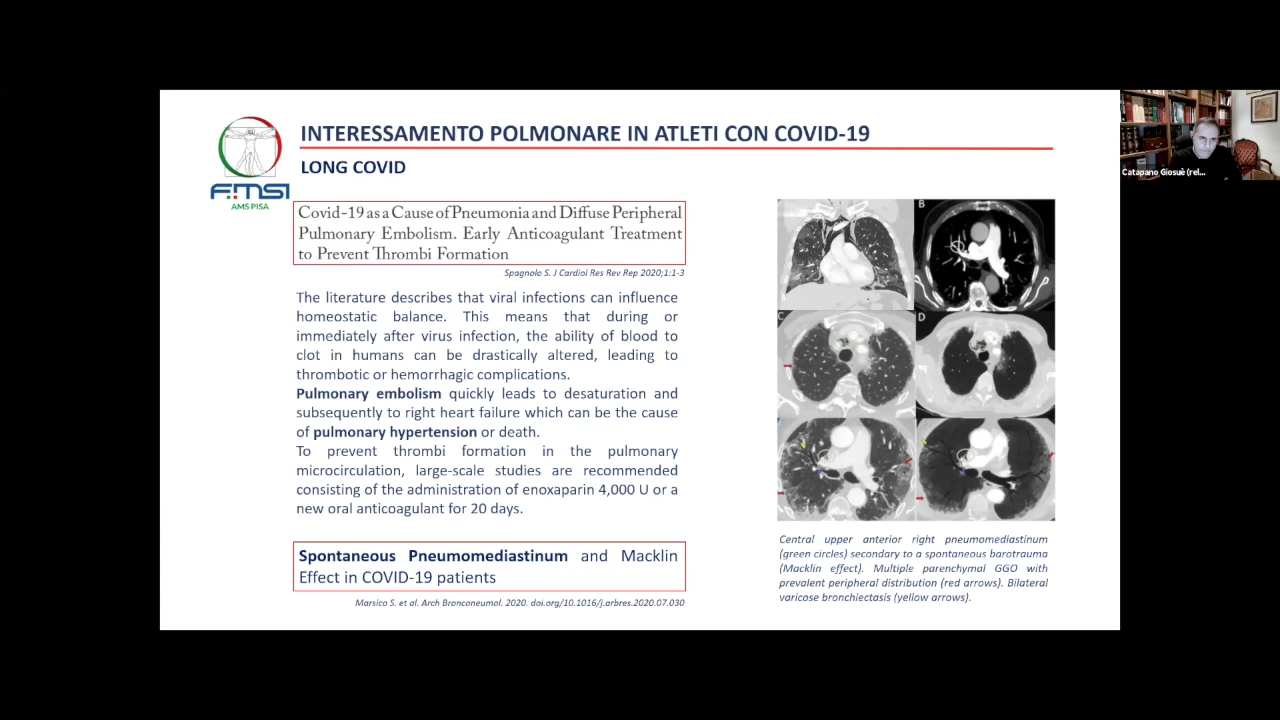 INTERESSAMENTO POLMONARE IN ATLETI CON COVID-19
LONG COVID
FMSI
AMS PISA
Covid-19 as a Cause of Pneumonia and Diffuse Peripheral
Pulmonary Embolism. Early Anticoagulant Treatment
to Prevent Thrombi Formation
Spagnolo S. J Cardiol Res Rev Rep 2020;1:1-3
The literature describes that viral infections can influence
homeostatic balance. This means that during or
immediately after virus infection, the ability of blood to
clot in humans can be drastically altered, leading to
thrombotic or hemorrhagic complications.
Pulmonary embolism quickly leads to desaturation and
subsequently to right heart failure which can be the cause
of pulmonary hypertension or death.
To prevent thrombi formation in the pulmonary
microcirculation, large-scale studies are recommended
consisting of the administration of enoxaparin 4,000 U or a
new oral anticoagulant for 20 days.
Spontaneous Pneumomediastinum and Macklin
Effect in COVID-19 patients
Marsico S. et al. Arch Bronconeumol. 2020. doi.org/10.1016/j.arbres.2020.07.030
B
C
D
Central upper anterior right pneumomediastinum
(green circles) secondary to a spontaneous barotrauma
(Macklin effect). Multiple parenchymal GGO with
prevalent peripheral distribution (red arrows). Bilateral
varicose bronchiectasis (yellow arrows).
Catapano Giosuè (rel...